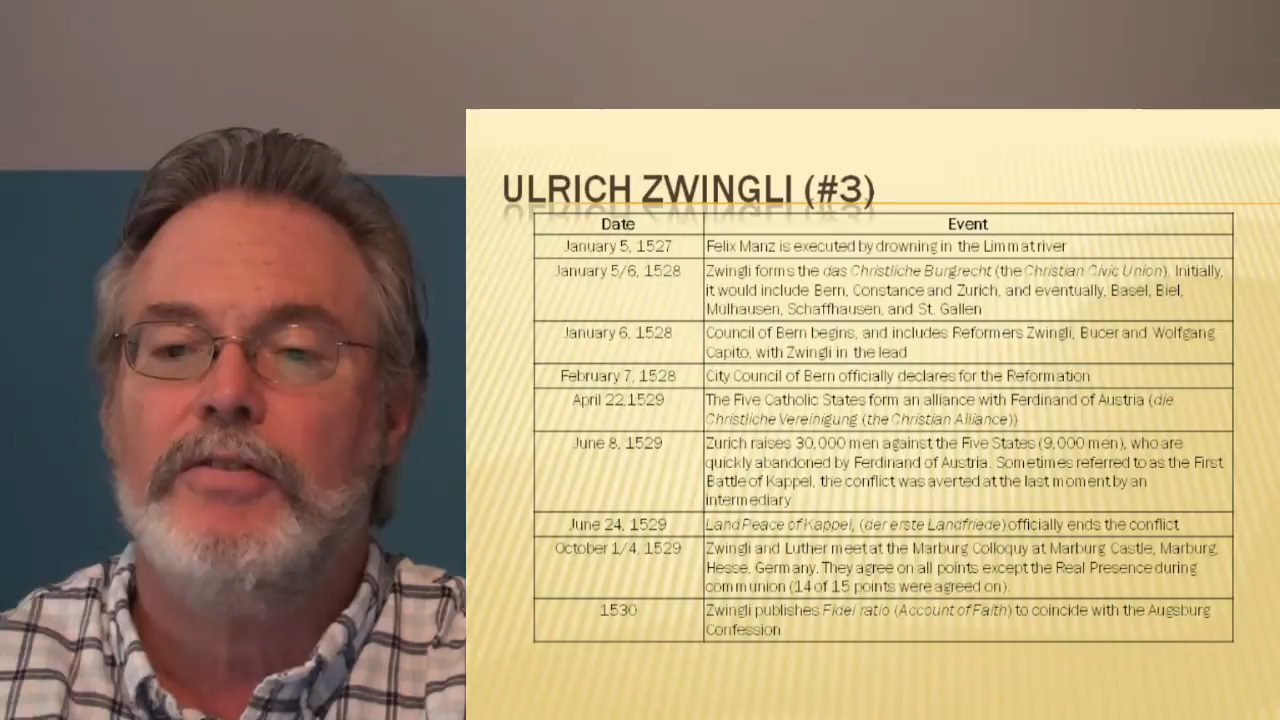 ULRICH ZWINGLI (#3)
Date Event
January 5, 1527 Felix Manz is executed by drowning in the Limmat river
January 5/6, 1528 Zwingli forms the das Christliche Burgrecht (the Christian Civic Union). Initially,
it would include Bern, Constance and Zurich, and eventually, Basel, Biel,
Mulhausen, Schaffhausen, and St. Gallen
January 6, 1528 Council of Bern begins, and includes Reformers Zwingli, Bucer and Wolfgang
Capito, with Zwingli in the lead
February 7, 1528 City Council of Bern officially declares for the Reformation
April 22,1529 The Five Catholic States form an alliance with Ferdinand of Austria (die
Christliche Vereinigung (the Christian Alliance))
June 8, 1529 Zurich raises 30,000 men against the Five States (9,000 men), who are
quickly abandoned by Ferdinand of Austria. Sometimes referred to as the First
Battle of Kappel, the conflict was averted at the last moment by an
intermediary
June 24, 1529 Land Peace of Kappel, (der erste Landfriede) officially ends the conflict
October 1/4, 1529 Zwingli and Luther meet at the Marburg Colloquy at Marburg Castle, Marburg,
Hesse, Germany. They agree on all points except the Real Presence during
communion (14 of 15 points were agreed on).
1530 Zwingli publishes Fidei ratio (Account of Faith) to coincide with the Augsburg
Confession